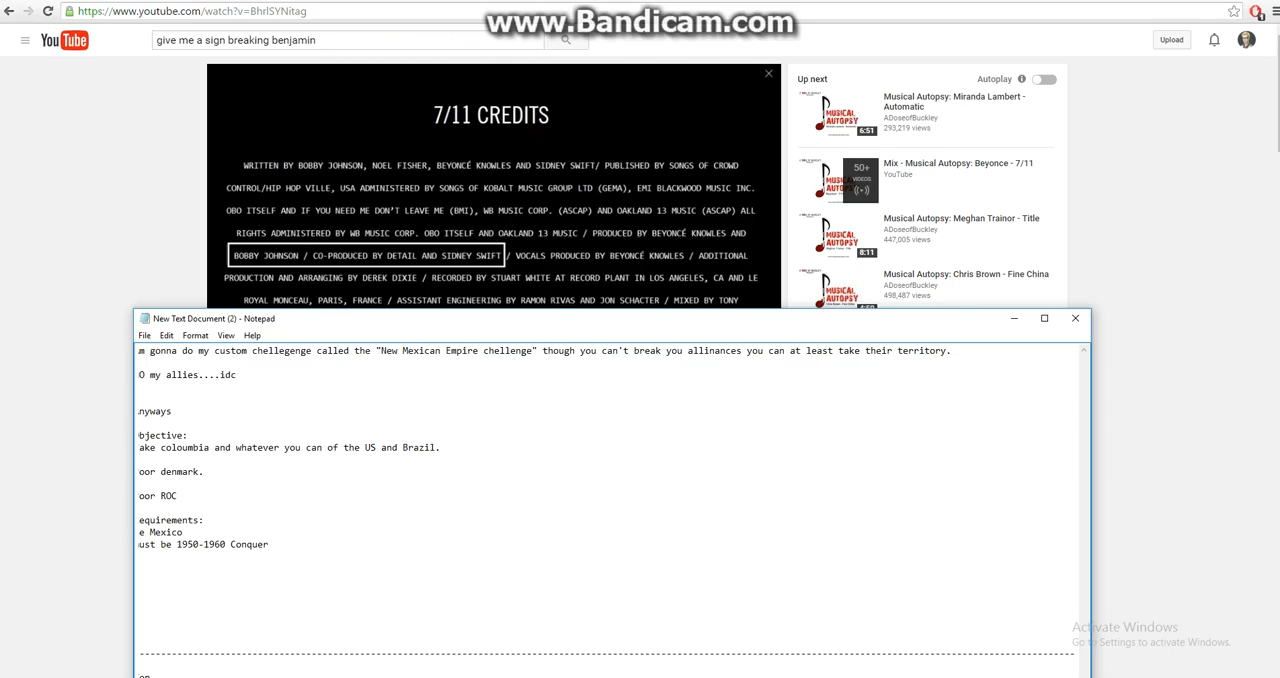 https://www.youtube.com/watch?v=BhrlSYNitag
www.Bandicam.com
YouTube
give me a sign breaking benjamin
Upload
7/11 CREDITS
WRITTEN BY BOBBY JOHNSON, NOEL FISHER, BEYONCÉ KNOWLES AND SIDNEY SWIFT/ PUBLISHED BY SONGS OF CROWD
CONTROL/HIP HOP VILLE, USA ADMINISTERED BY SONGS OF KOBALT MUSIC GROUP LTD (GEMA), EMI BLACKWOOD MUSIC INC.
OBO ITSELF AND IF YOU NEED ME DON'T LEAVE ME (BMI), WB MUSIC CORP. (ASCAP) AND OAKLAND 13 MUSIC (ASCAP) ALL
RIGHTS ADMINISTERED BY WB MUSIC CORP. OBO ITSELF AND OAKLAND 13 MUSIC / PRODUCED BY BEYONCÉ KNOWLES AND
BOBBY JOHNSON / CO-PRODUCED BY DETAIL AND SIDNEY SWIFT / VOCALS PRODUCED BY BEYONCÉ KNOWLES / ADDITIONAL
PRODUCTION AND ARRANGING BY DEREK DIXIE / RECORDED BY STUART WHITE AT RECORD PLANT IN LOS ANGELES, CA AND LE
ROYAL MONCEAU, PARIS, FRANCE / ASSISTANT ENGINEERING BY RAMON RIVAS AND JON SCHACTER / MIXED BY TONY
Up next
Autoplay
MUSICAL AUTOPSY
6:51
Musical Autopsy: Miranda Lambert -
Automatic
ADoseofBuckley
293,219 views
50+
VIDEOS
Mix - Musical Autopsy: Beyonce - 7/11
YouTube
MUSICAL AUTOPSY
8:11
Musical Autopsy: Meghan Trainor - Title
ADoseofBuckley
447,005 views
MUSICAL AUTOPSY
Musical Autopsy: Chris Brown - Fine China
ADoseofBuckley
498,487 views
New Text Document (2) - Notepad
File Edit Format View Help
m gonna do my custom chellegenge called the "New Mexican Empire chellenge" though you can't break you allinances you can at least take their territory.
O my allies....idc
nyways
bjective:
ake coloumbia and whatever you can of the US and Brazil.
oor denmark.
oor ROC
equirements:
e Mexico
ust be 1950-1960 Conquer
Activate Windows
Go to Settings to activate Windows.